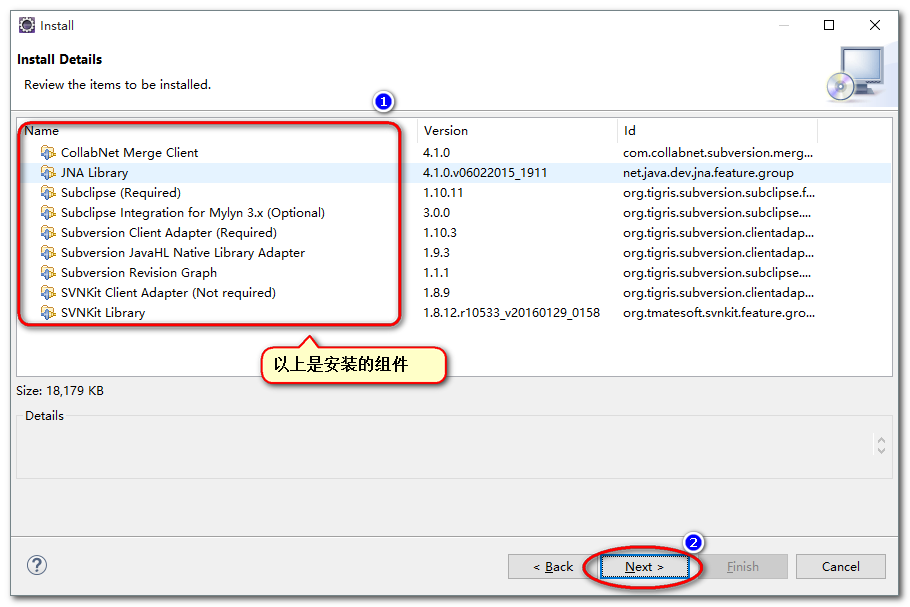 Install
Install Details
Review the items to be installed.
1
Name Version Id
CollabNet Merge Client 4.1.0 com.collabnet.subversion.merg...
JNA Library 4.1.0.v06022015_1911 net.java.dev.jna.feature.group
Subclipse (Required) 1.10.11 org.tigris.subversion.subclipse.f...
Subclipse Integration for Mylyn 3.x (Optional) 3.0.0 org.tigris.subversion.subclipse....
Subversion Client Adapter (Required) 1.10.3 org.tigris.subversion.clientadap...
Subversion JavaHL Native Library Adapter 1.9.3 org.tigris.subversion.clientadap...
Subversion Revision Graph 1.1.1 org.tigris.subversion.subclipse....
SVNKit Client Adapter (Not required) 1.8.9 org.tigris.subversion.clientadap...
SVNKit Library 1.8.12.r10533_v20160129_0158 org.tmatesoft.svnkit.feature.gro...
以上是安装的组件
Size: 18,179 KB
Details
2
? < Back Next > Finish Cancel